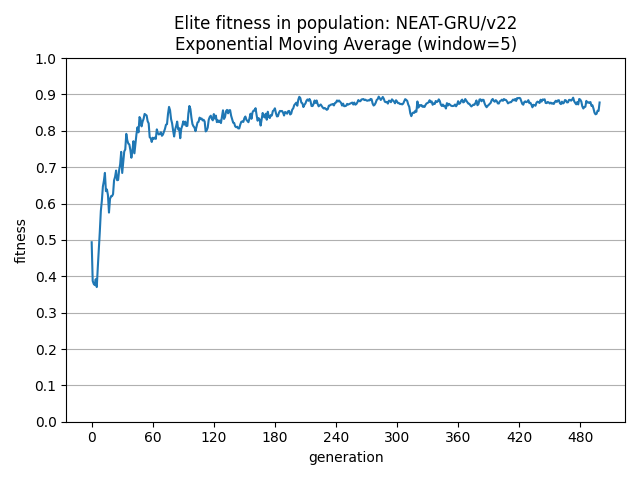 Elite fitness in population: NEAT-GRU/v22
Exponential Moving Average (window=5)
1.0
0.9
0.8
0.7
0.6
0.5
0.4
0.3
0.2
0.1
0.0
fitness
0 60 120 180 240 300 360 420 480
generation